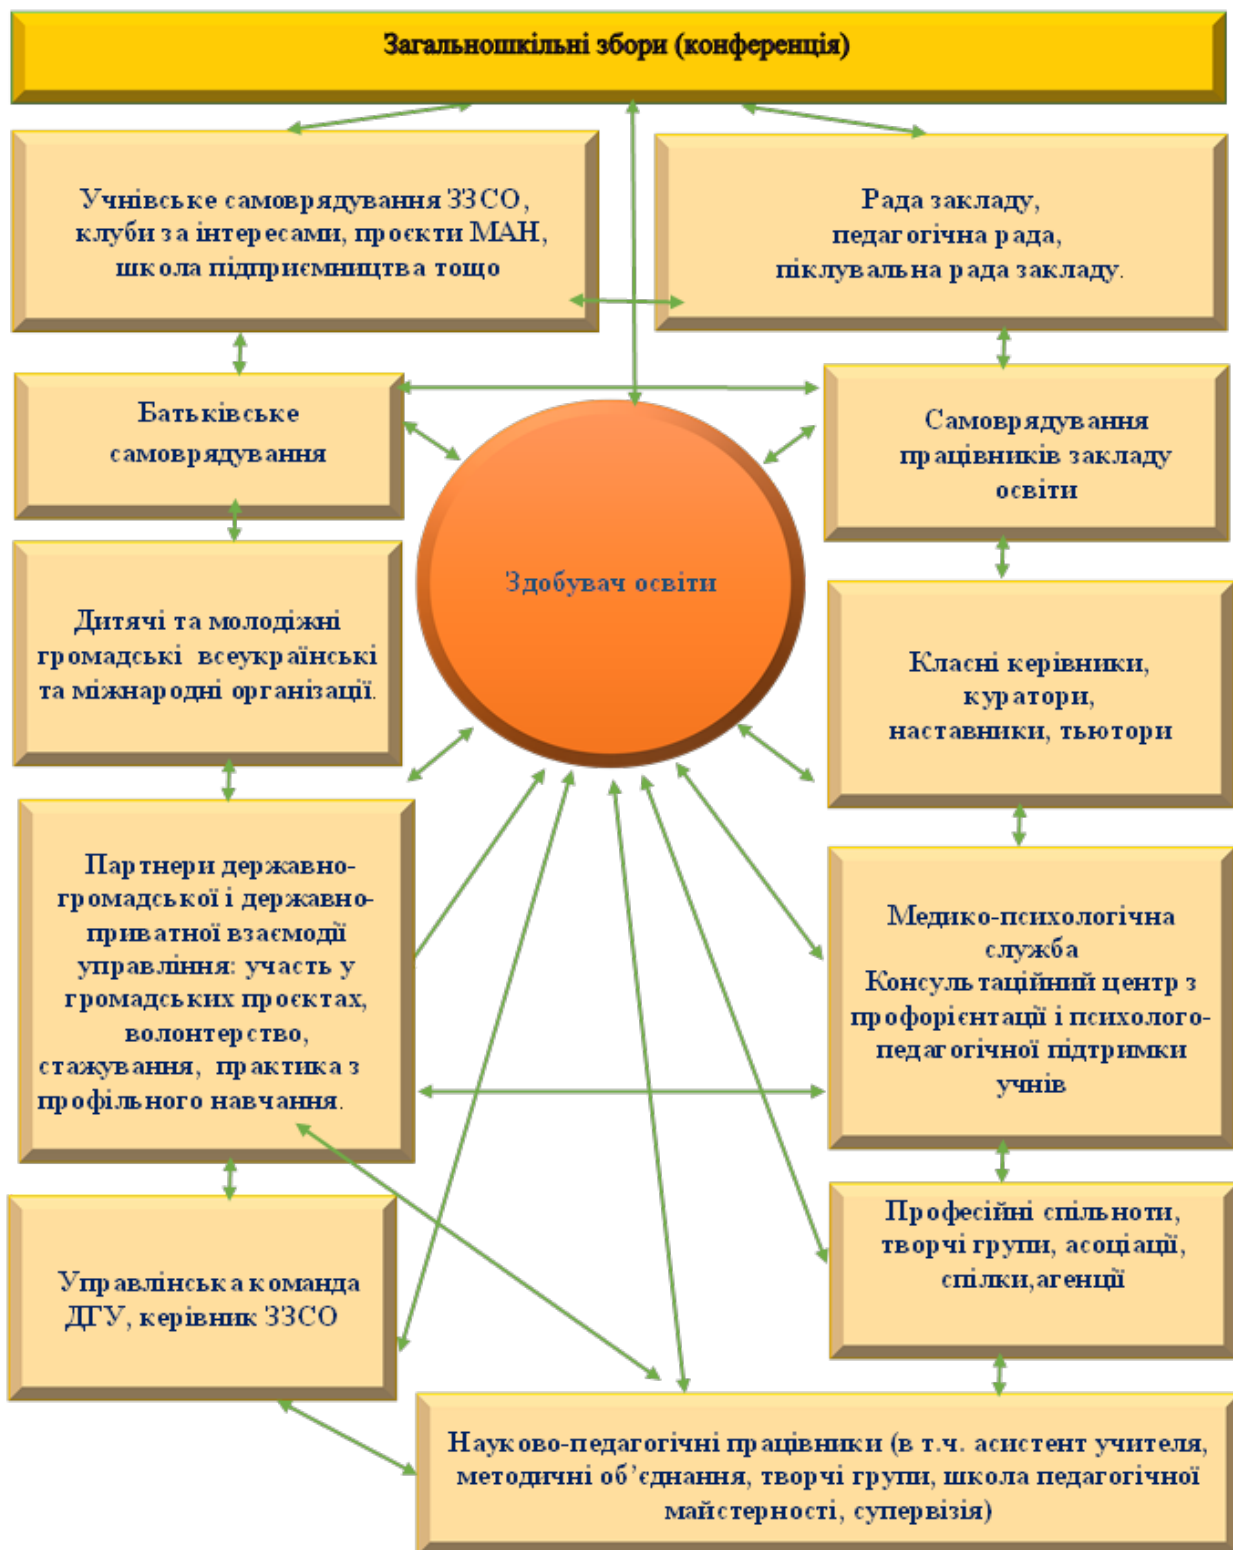 Загальношкільні збори (конференція)
Учнівське самоврядування ЗЗСО,
клуби за інтересами, проєкти МАН,
школа підприємництва тощо
Рада закладу,
педагогічна рада,
піклувальна рада закладу.
Батьківське
самоврядування
Самоврядування
працівників закладу
освіти
Здобувач освіти
Дитячі та молодіжні
громадські всеукраїнські
та міжнародні організації.
Класні керівники,
куратори,
наставники, тьютори
Партнери державно-
громадської і державно-
приватної взаємодії
управління: участь у
громадських проєктах,
волонтерство,
стажування, практика з
профільного навчання.
Медико-психологічна
служба
Консультаційний центр з
профорієнтації і психолого-
педагогічної підтримки
учнів
Управлінська команда
ДГУ, керівник ЗЗСО
Професійні спільноти,
творчі групи, асоціації,
спілки,агенції
Науково-педагогічні працівники (в т.ч. асистент учителя,
методичні об’єднання, творчі групи, школа педагогічної
майстерності, супервізія)